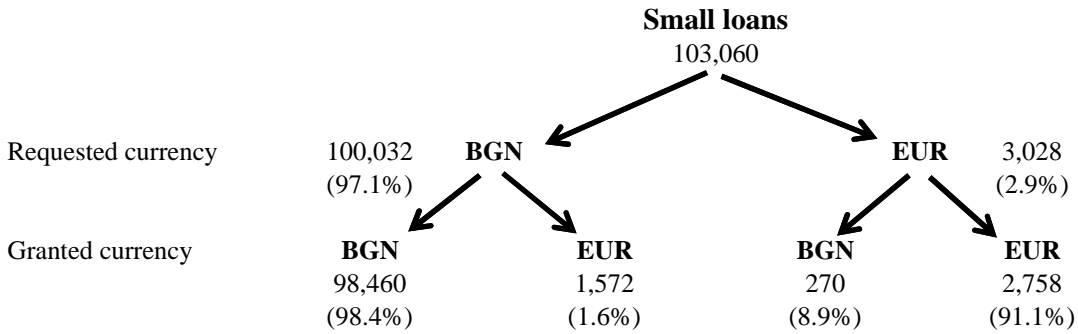 Small loans
103,060
Requested currency 100,032 BGN EUR 3,028
(97.1%) (2.9%)
Granted currency BGN EUR BGN EUR
98,460 1,572 270 2,758
(98.4%) (1.6%) (8.9%) (91.1%)